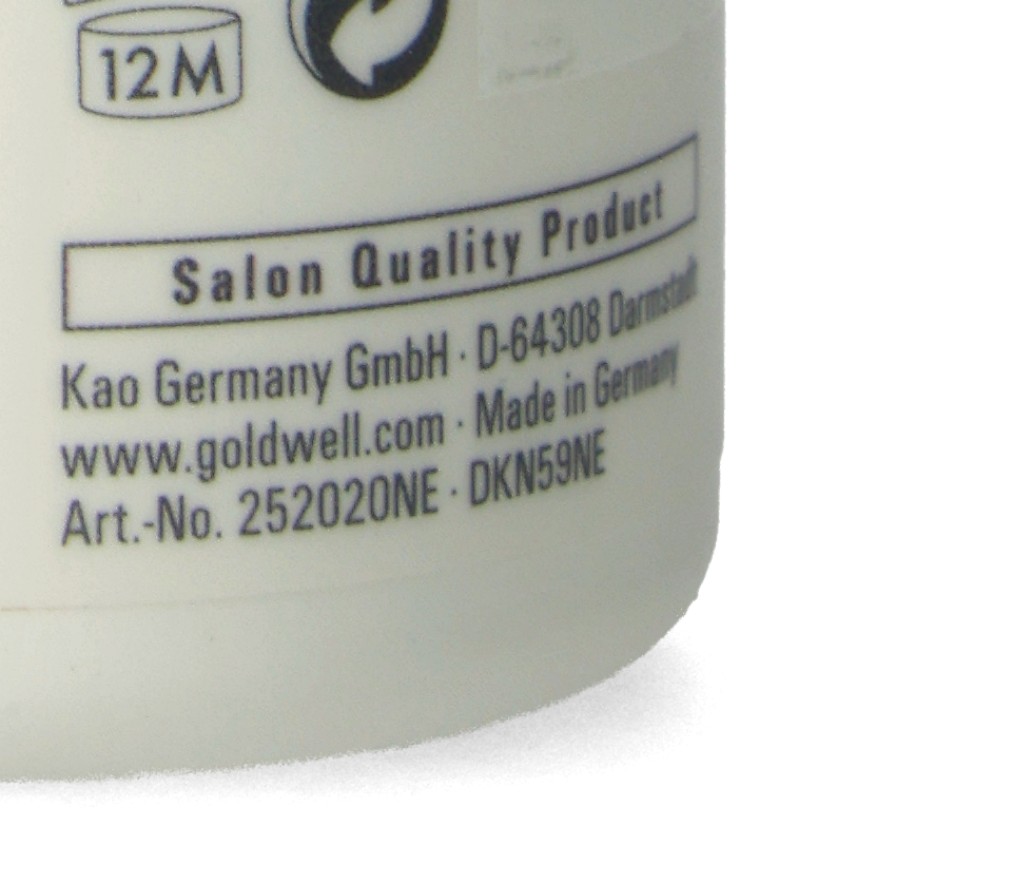 12M
Salon Quality Product
Kao Germany GmbH · D-64308 Darmstadt
www.goldwell.com · Made in Germany
Art.-No. 252020NE · DKN59NE